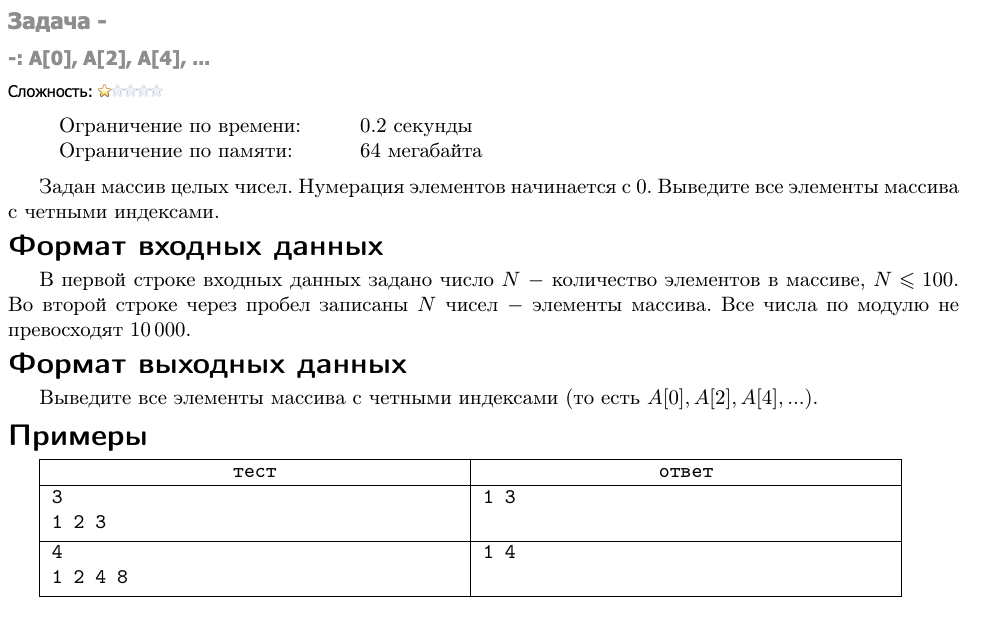 Задача -
-: A[0], A[2], A[4], ...
Сложность:
Ограничение по времени: 0.2 секунды
Ограничение по памяти: 64 мегабайта
Задан массив целых чисел. Нумерация элементов начинается с 0. Выведите все элементы массива
с четными индексами.
Формат входных данных
В первой строке входных данных задано число N − количество элементов в массиве, N ⩽ 100.
Во второй строке через пробел записаны N чисел − элементы массива. Все числа по модулю не
превосходят 10 000.
Формат выходных данных
Выведите все элементы массива с четными индексами (то есть A[0], A[2], A[4], ...).
Примеры
тест ответ
3 1 3
1 2 3
4 1 4
1 2 4 8